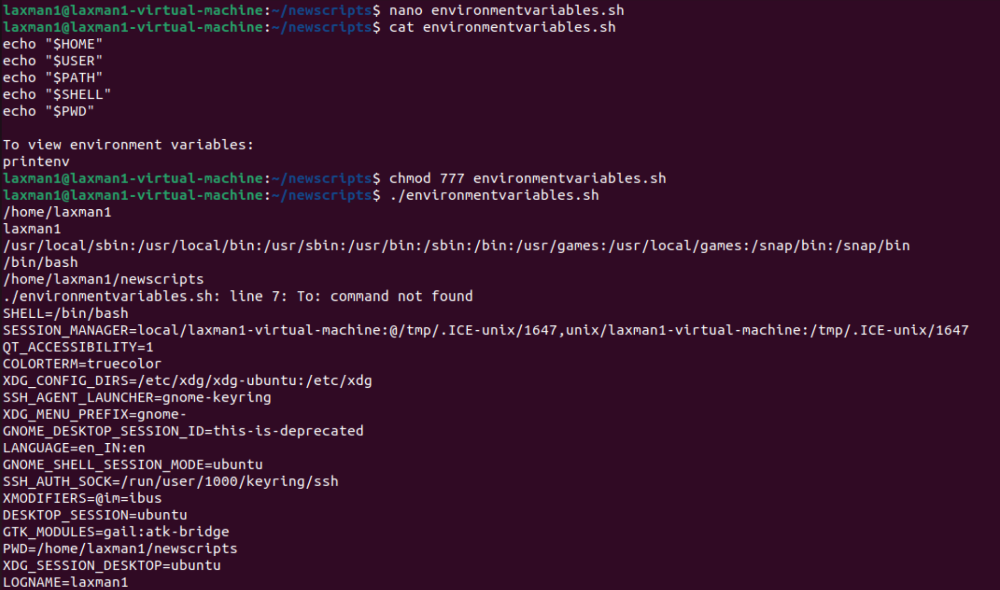 laxman1@laxman1-virtual-machine:~/newscripts$ nano environmentvariables.sh
laxman1@laxman1-virtual-machine:~/newscripts$ cat environmentvariables.sh
echo "$HOME"
echo "$USER"
echo "$PATH"
echo "$SHELL"
echo "$PWD"

To view environment variables:
printenv
laxman1@laxman1-virtual-machine:~/newscripts$ chmod 777 environmentvariables.sh
laxman1@laxman1-virtual-machine:~/newscripts$ ./environmentvariables.sh
/home/laxman1
laxman1
/usr/local/sbin:/usr/local/bin:/usr/sbin:/usr/bin:/sbin:/bin:/usr/games:/usr/local/games:/snap/bin:/snap/bin
/bin/bash
/home/laxman1/newscripts
./environmentvariables.sh: line 7: To: command not found
SHELL=/bin/bash
SESSION_MANAGER=local/laxman1-virtual-machine:@/tmp/.ICE-unix/1647,unix/laxman1-virtual-machine:/tmp/.ICE-unix/1647
QT_ACCESSIBILITY=1
COLORTERM=truecolor
XDG_CONFIG_DIRS=/etc/xdg/xdg-ubuntu:/etc/xdg
SSH_AGENT_LAUNCHER=gnome-keyring
XDG_MENU_PREFIX=gnome-
GNOME_DESKTOP_SESSION_ID=this-is-deprecated
LANGUAGE=en_IN:en
GNOME_SHELL_SESSION_MODE=ubuntu
SSH_AUTH_SOCK=/run/user/1000/keyring/ssh
XMODIFIERS=@im=ibus
DESKTOP_SESSION=ubuntu
GTK_MODULES=gail:atk-bridge
PWD=/home/laxman1/newscripts
XDG_SESSION_DESKTOP=ubuntu
LOGNAME=laxman1